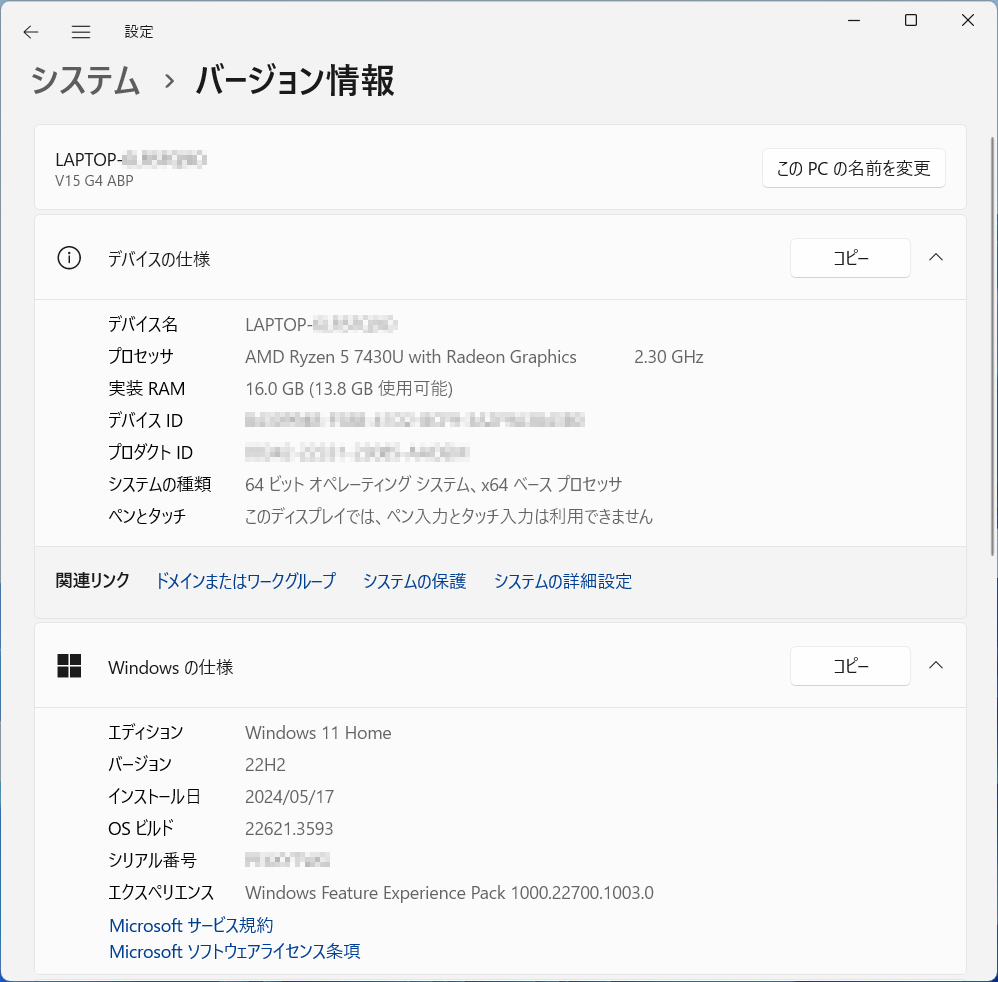 設定
システム › バージョン情報
LAPTOP-
V15 G4 ABP
この PC の名前を変更
デバイスの仕様
コピー
デバイス名 LAPTOP-
プロセッサ AMD Ryzen 5 7430U with Radeon Graphics 2.30 GHz
実装 RAM 16.0 GB (13.8 GB 使用可能)
デバイス ID
プロダクト ID
システムの種類 64 ビット オペレーティング システム、x64 ベース プロセッサ
ペンとタッチ このディスプレイでは、ペン入力とタッチ入力は利用できません
関連リンク ドメインまたはワークグループ システムの保護 システムの詳細設定
Windows の仕様
コピー
エディション Windows 11 Home
バージョン 22H2
インストール日 2024/05/17
OS ビルド 22621.3593
シリアル番号
エクスペリエンス Windows Feature Experience Pack 1000.22700.1003.0
Microsoft サービス規約
Microsoft ソフトウェアライセンス条項